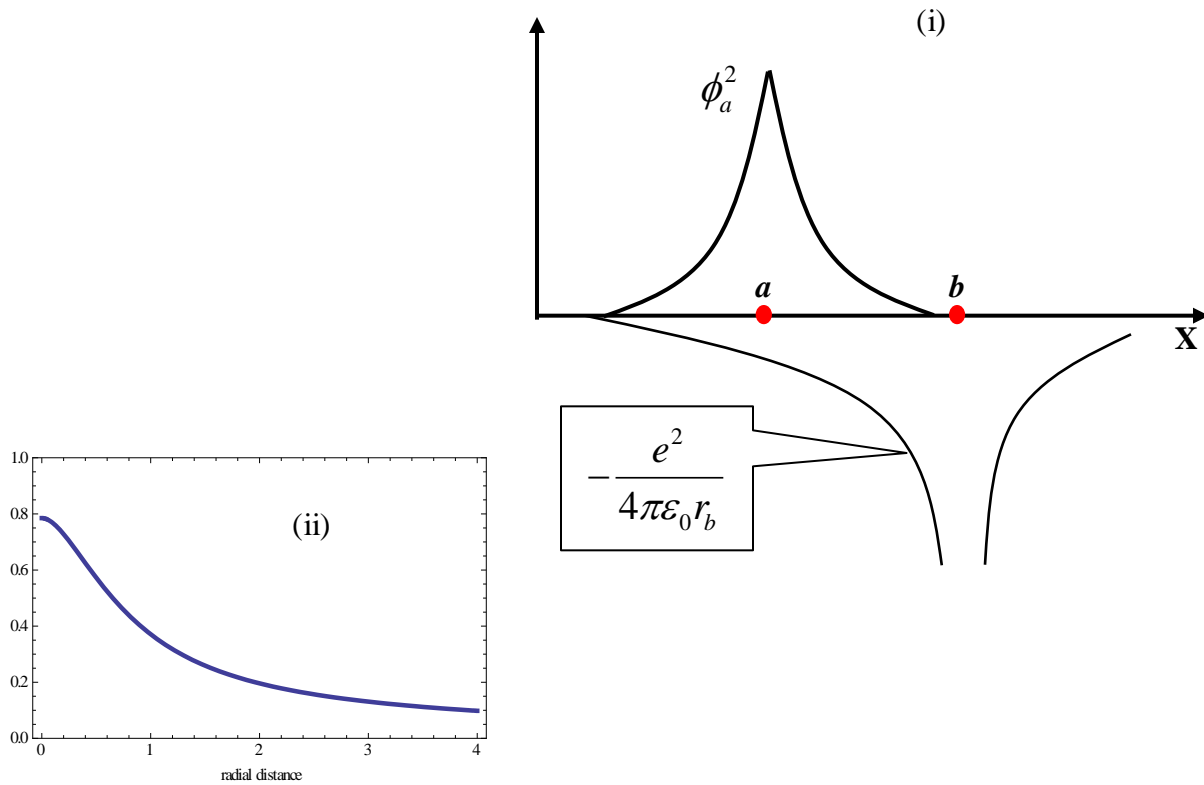 (i)
ϕ_a^2
a
b
X
-\frac{e^2}{4πε_0 r_b}
(ii)
1.0
0.8
0.6
0.4
0.2
0.0
0 1 2 3 4
radial distance